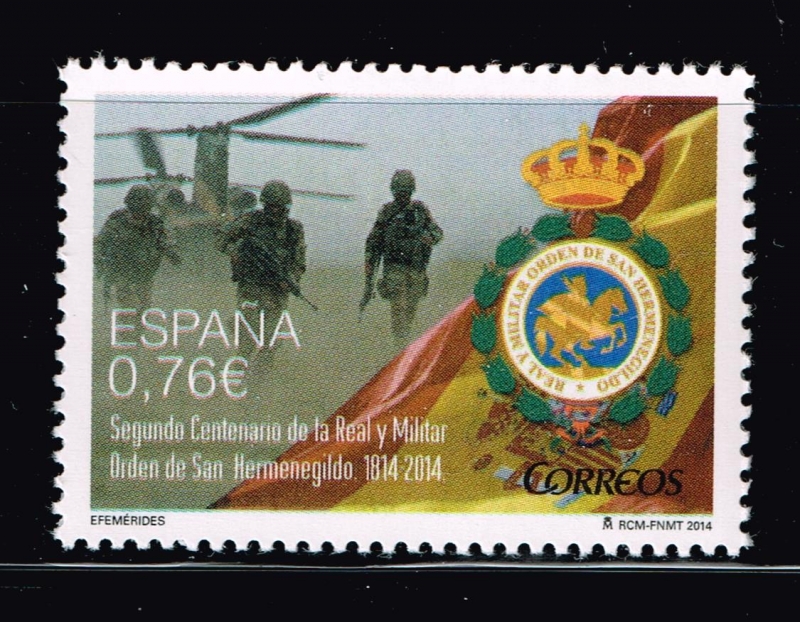 ESPAÑA
0,76€
Segundo Centenario de la Real y Militar
Orden de San Hermenegildo. 1814-2014.
REAL Y MILITAR ORDEN DE SAN HERMENEGILDO
CORREOS
EFEMÉRIDES
RCM-FNMT 2014